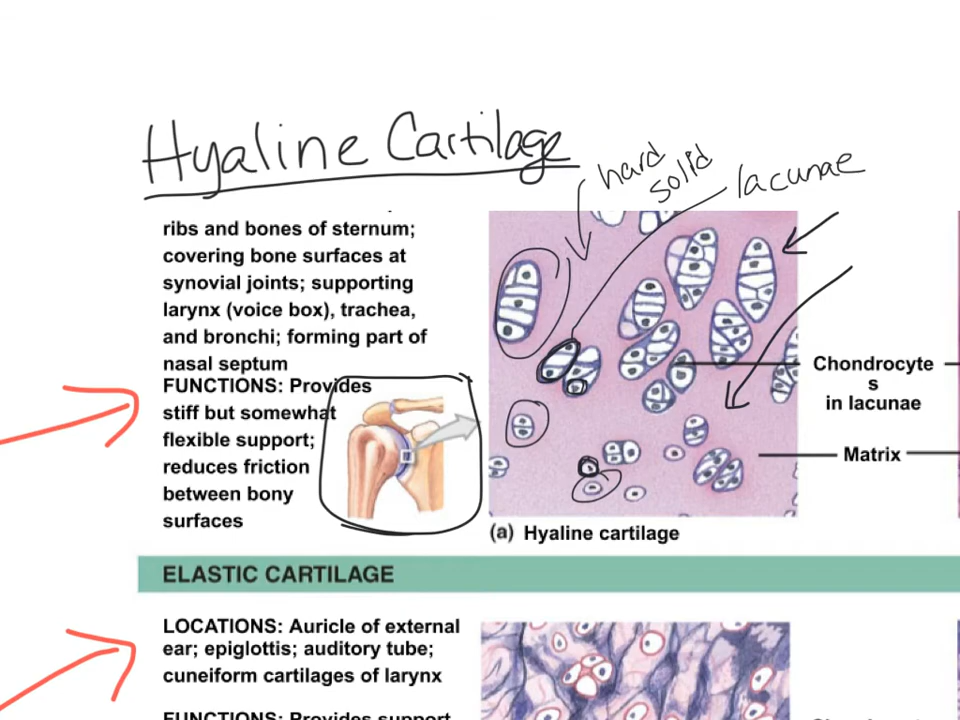 Hyaline Cartilage
hard
solid
lacunae
ribs and bones of sternum;
covering bone surfaces at
synovial joints; supporting
larynx (voice box), trachea,
and bronchi; forming part of
nasal septum
FUNCTIONS: Provides
stiff but somewhat
flexible support;
reduces friction
between bony
surfaces
Chondrocyte
s
in lacunae
Matrix
(a) Hyaline cartilage
ELASTIC CARTILAGE
LOCATIONS: Auricle of external
ear; epiglottis; auditory tube;
cuneiform cartilages of larynx
FUNCTIONS: Provides support